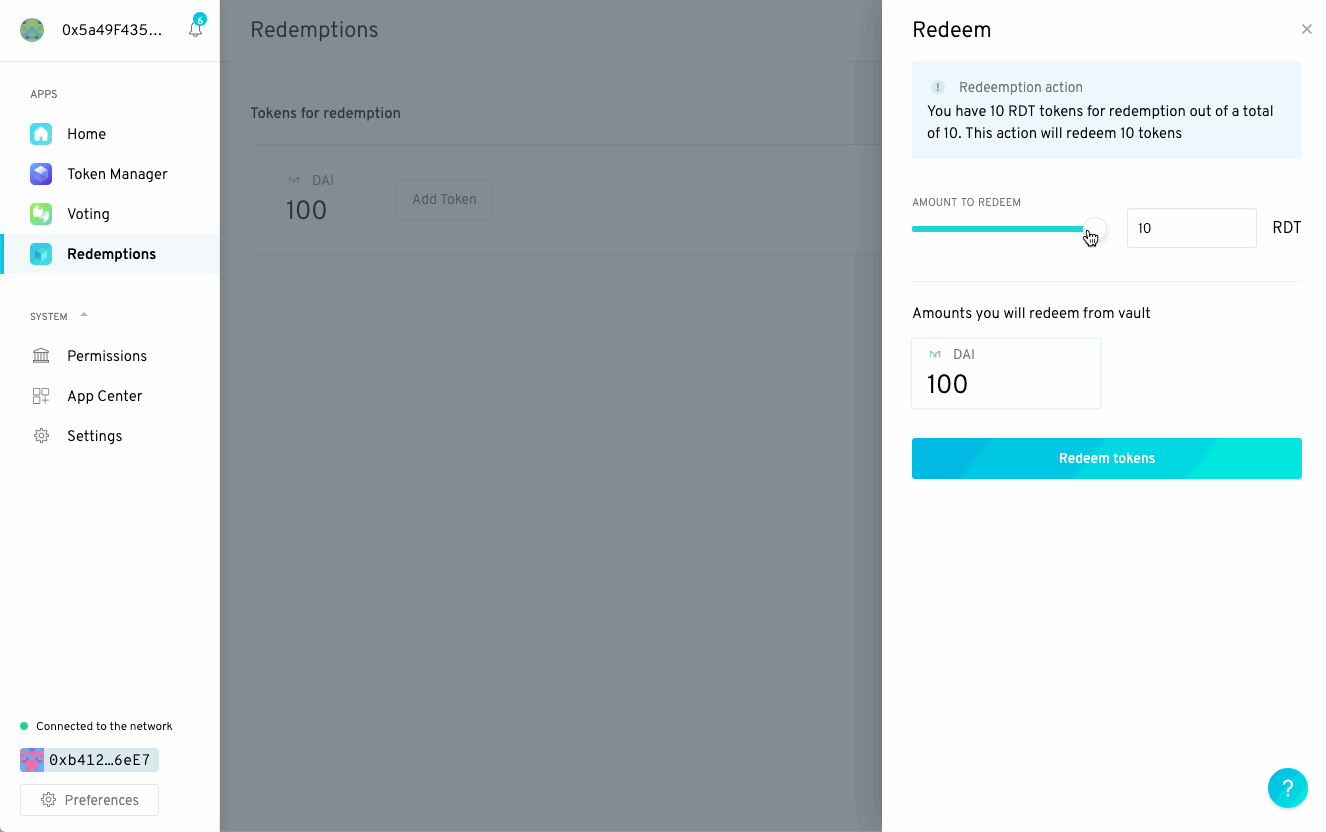 0x5a49F435...
6
APPS
Home
Token Manager
Voting
Redemptions
SYSTEM
Permissions
App Center
Settings
Connected to the network
0xb412…6eE7
Preferences
Redemptions
Tokens for redemption
DAI
100
Add Token
Redeem
Redeemption action
You have 10 RDT tokens for redemption out of a total
of 10. This action will redeem 10 tokens
AMOUNT TO REDEEM
10
RDT
Amounts you will redeem from vault
DAI
100
Redeem tokens
?